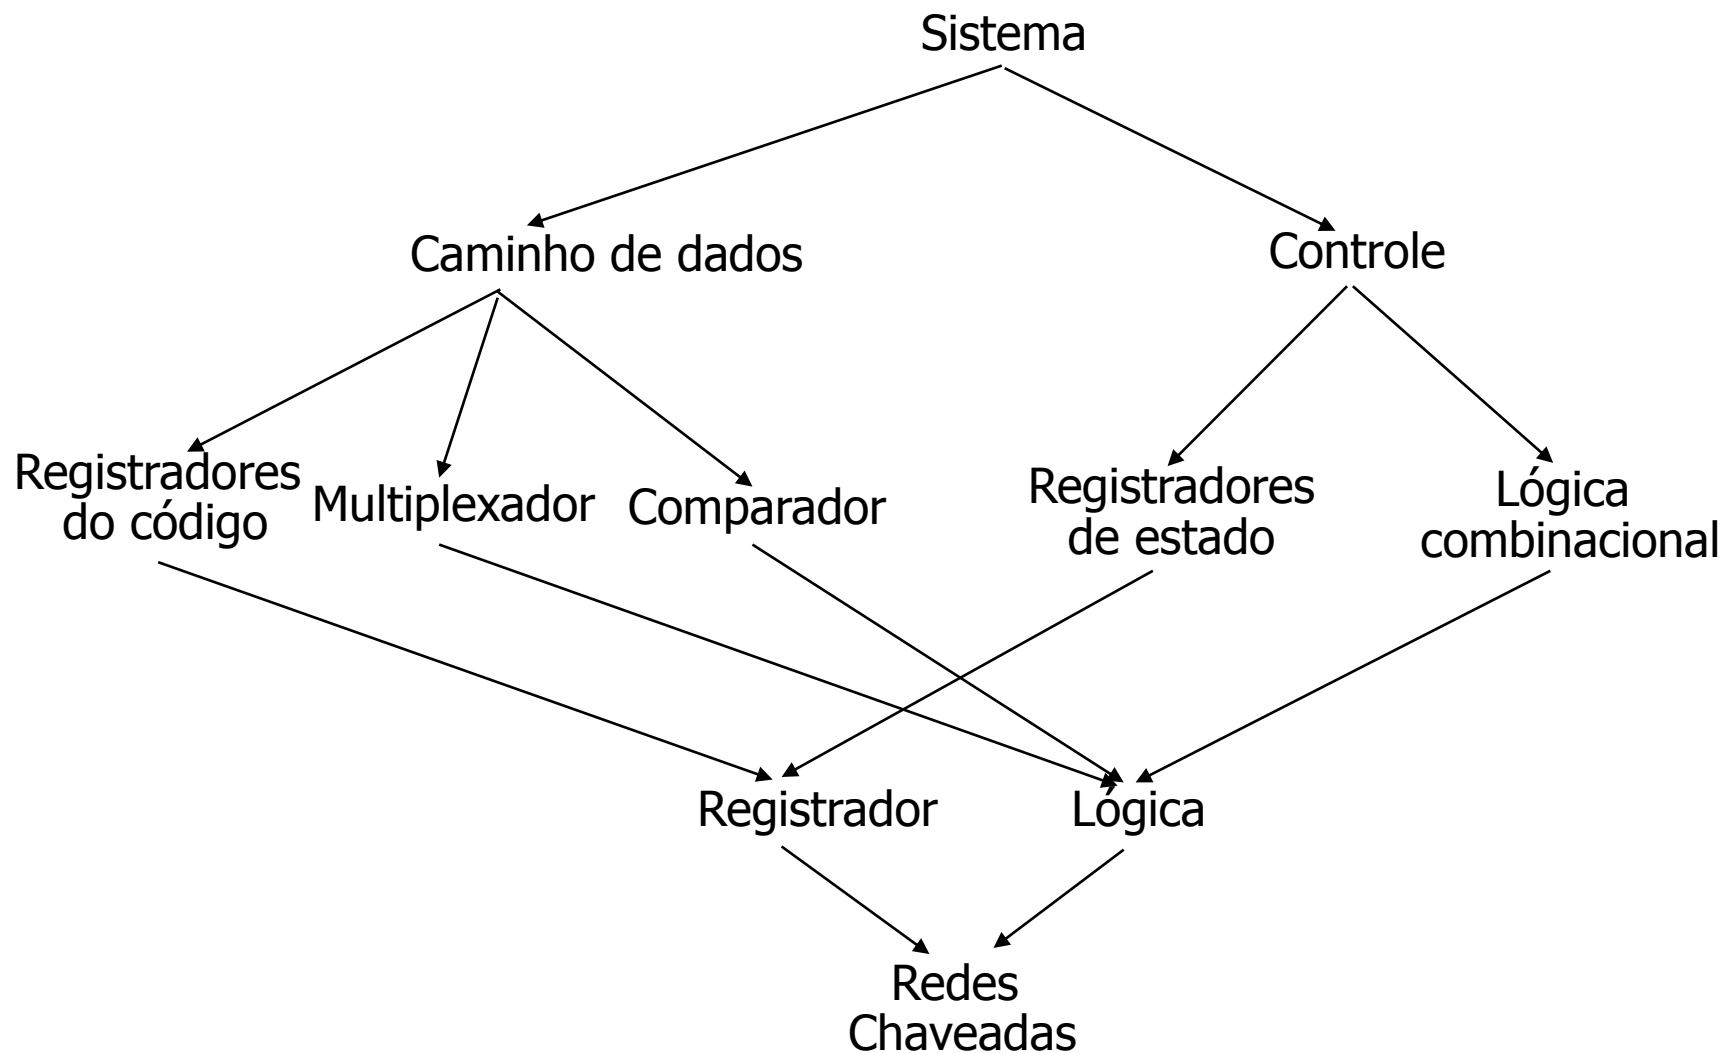 Sistema
Caminho de dados
Controle
Registradores
do código
Multiplexador
Comparador
Registradores
de estado
Lógica
combinacional
Registrador
Lógica
Redes
Chaveadas